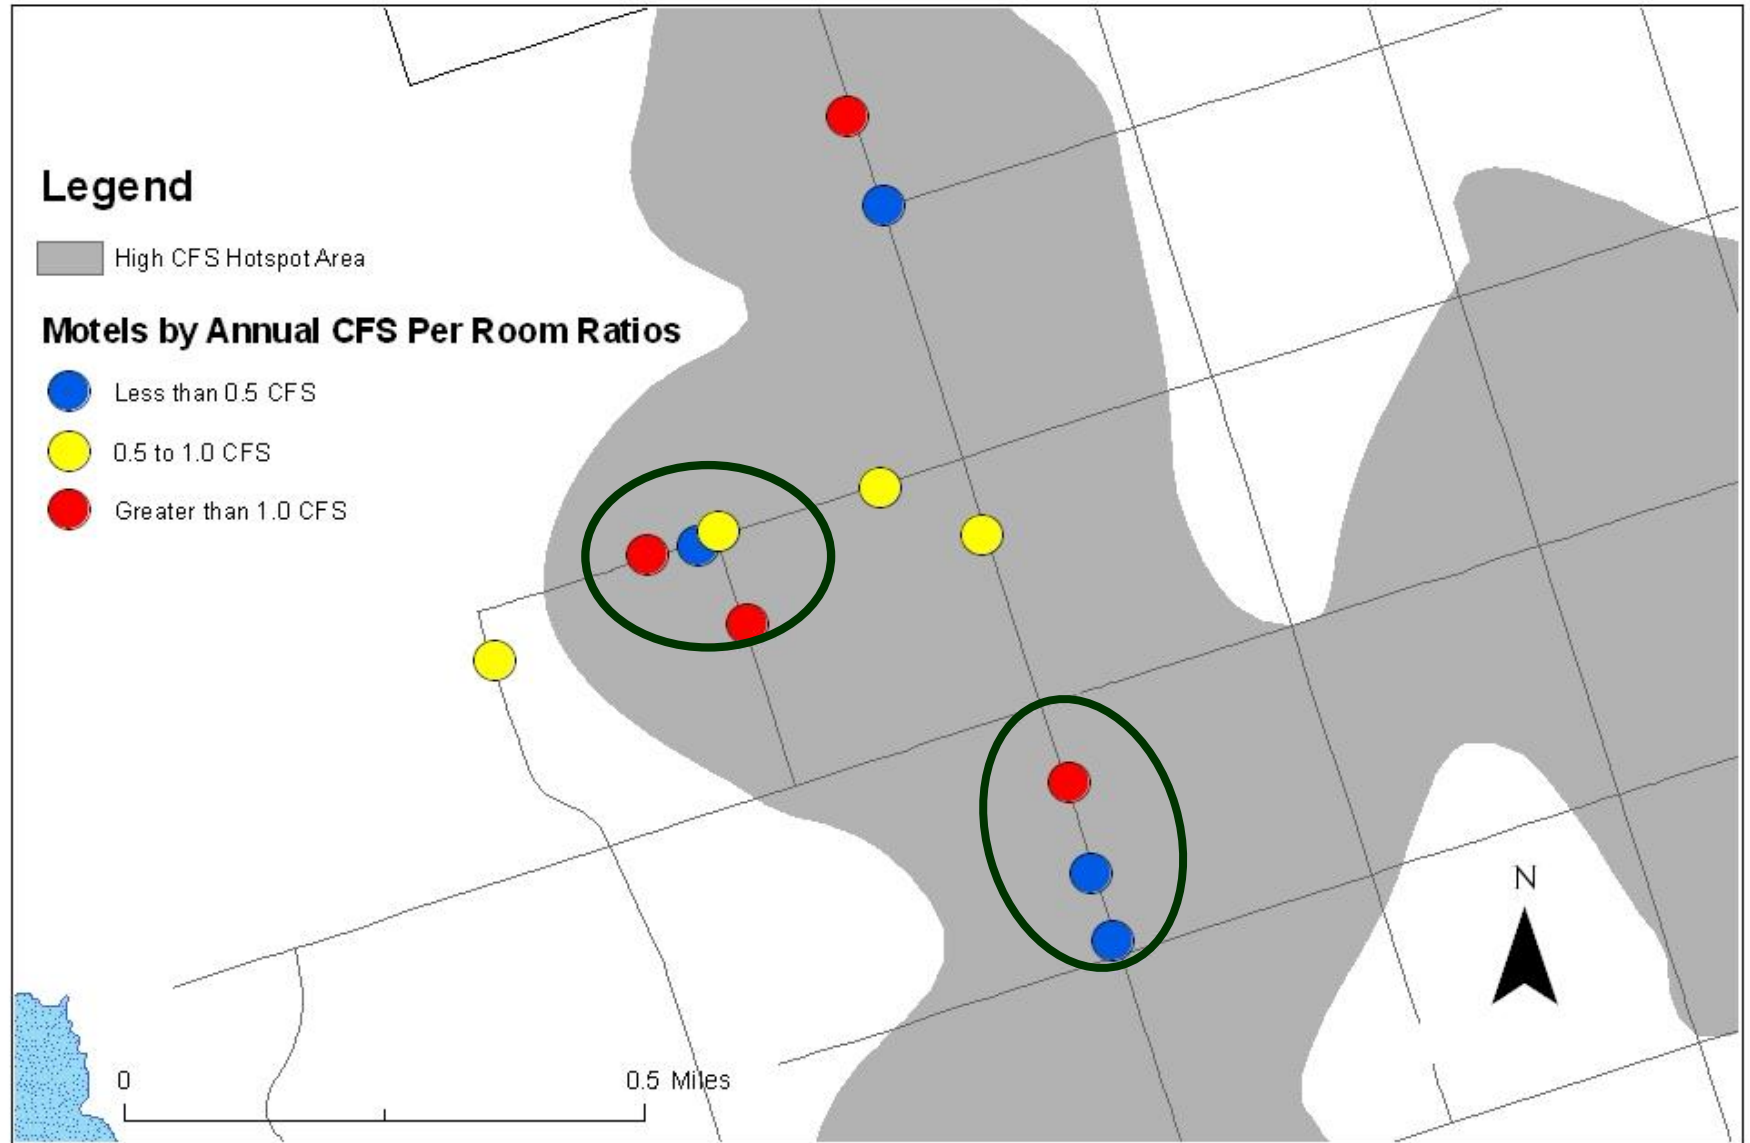 Legend
High CFS Hotspot Area
Motels by Annual CFS Per Room Ratios
Less than 0.5 CFS
0.5 to 1.0 CFS
Greater than 1.0 CFS
N
0 0.5 Miles